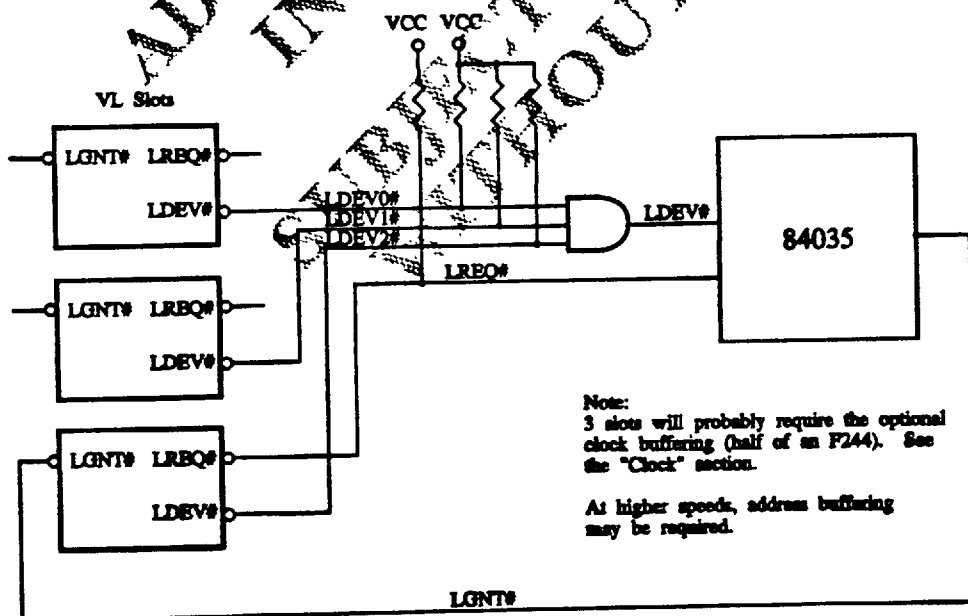 VCC VCC
VL Slots
LGNT# LREQ#
LDEV#
LDEV0#
LDEV1#
LDEV2#
LDEV#
84035
LREQ#
LGNT# LREQ#
LDEV#
LGNT# LREQ#
LDEV#
Note:
3 slots will probably require the optional
clock buffering (half of an F244). See
the "Clock" section.
At higher speeds, address buffering
may be required.
LGNT#